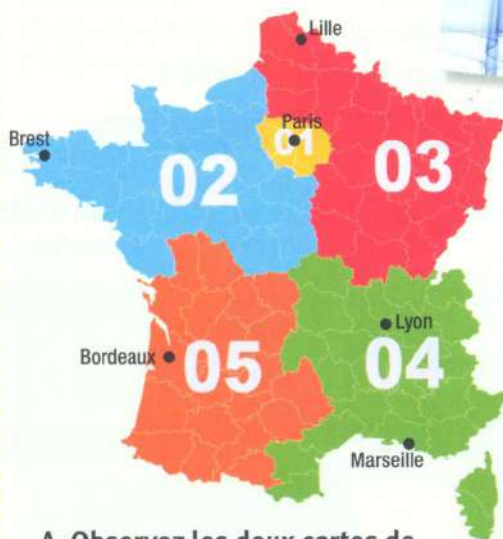 Lille
Paris
01
Brest
02
03
Lyon
Bordeaux
05
04
Marseille
A. Observez les deux cartes de